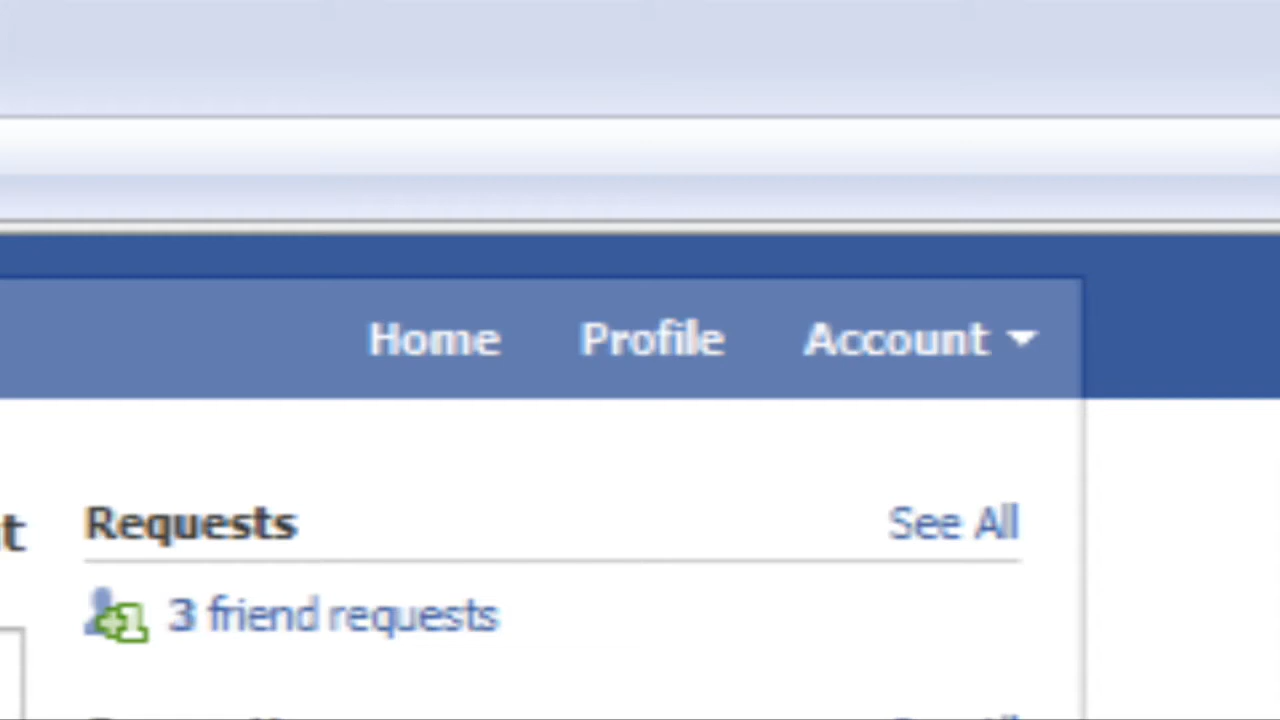 Home Profile Account
Requests See All
3 friend requests